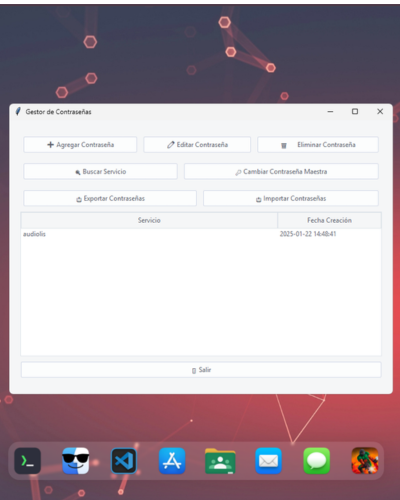 Gestor de Contraseñas
Agregar Contraseña Editar Contraseña Eliminar Contraseña
Buscar Servicio Cambiar Contraseña Maestra
Exportar Contraseñas Importar Contraseñas
Servicio Fecha Creación
audiolis 2025-01-22 14:48:41
Salir